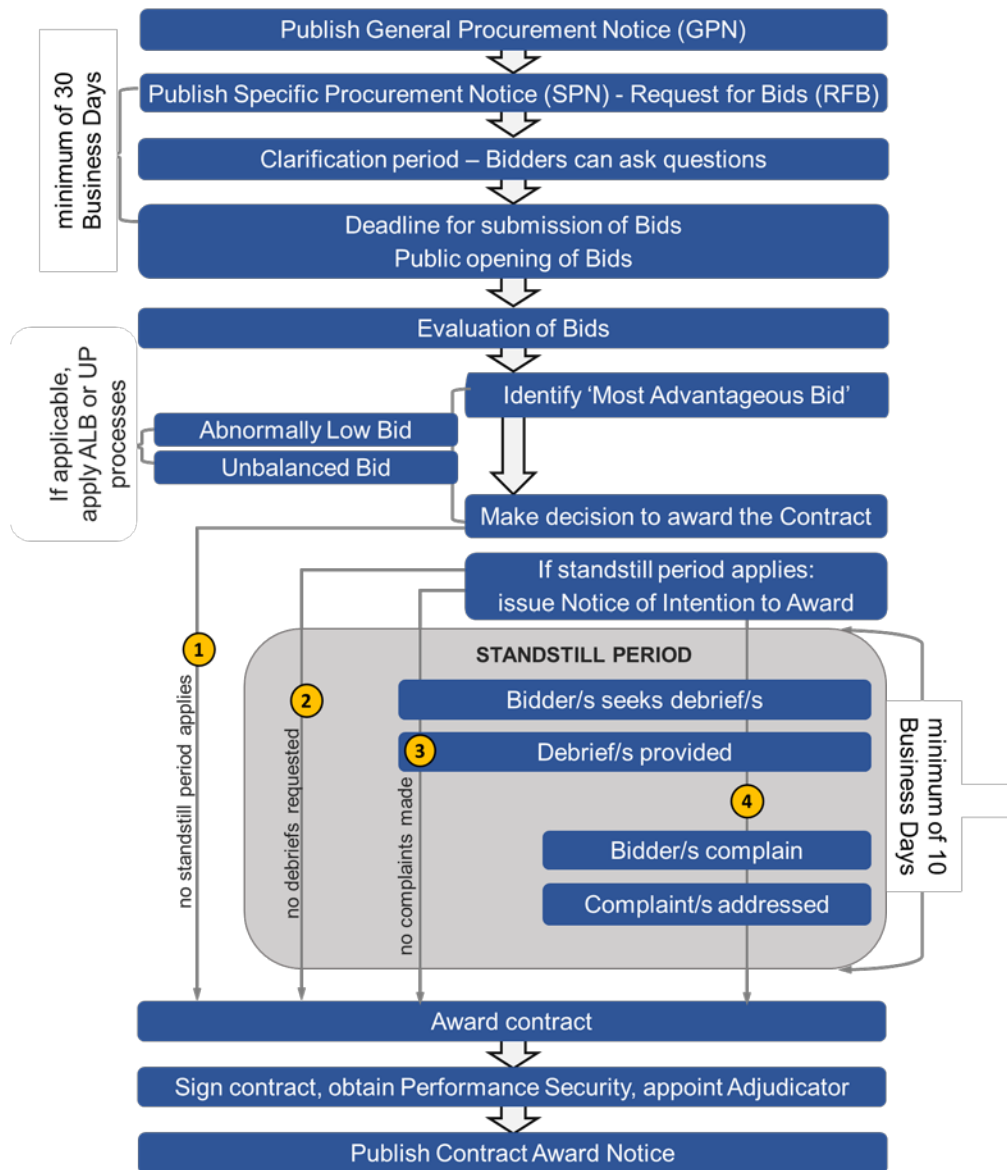 Publish General Procurement Notice (GPN)
minimum of 30
Business Days
Publish Specific Procurement Notice (SPN) - Request for Bids (RFB)
Clarification period – Bidders can ask questions
Deadline for submission of Bids
Public opening of Bids
Evaluation of Bids
If applicable,
apply ALB or UP
processes
Identify ‘Most Advantageous Bid’
Abnormally Low Bid
Unbalanced Bid
Make decision to award the Contract
If standstill period applies:
issue Notice of Intention to Award
1
no standstill period applies
STANDSTILL PERIOD
2
no debriefs requested
Bidder/s seeks debrief/s
3
no complaints made
Debrief/s provided
4
Bidder/s complain
Complaint/s addressed
minimum of 10
Business Days
Award contract
Sign contract, obtain Performance Security, appoint Adjudicator
Publish Contract Award Notice